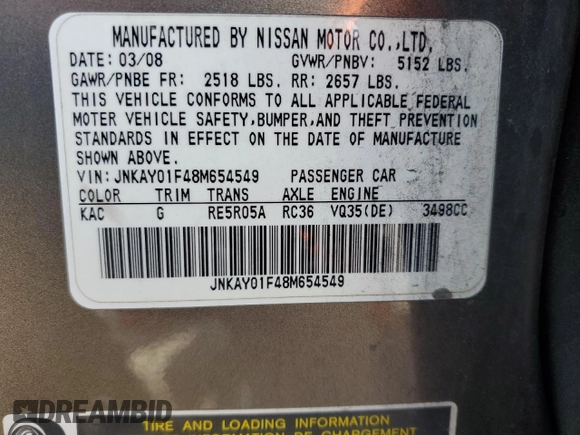 MANUFACTURED BY NISSAN MOTOR CO.,LTD,
DATE: 03/08 GVWR/PNBV: 5152 LBS.
GAWR/PNBE FR: 2518 LBS. RR: 2657 LBS.
THIS VEHICLE CONFORMS TO ALL APPLICABLE FEDERAL
MOTOR VEHICLE SAFETY,BUMPER,AND THEFT PREVENTION
STANDARDS IN EFFECT ON THE DATE OF MANUFACTURE
SHOWN ABOVE.
VIN:JNKAY01F48M654549 PASSENGER CAR
COLOR TRIM TRANS AXLE ENGINE
KAC G RE5R05A RC36 VQ35(DE) 3498CC
JNKAY01F48M654549
DREAMBID
TIRE AND LOADING INFORMATION
INFORMATION DE CHARGEMENT